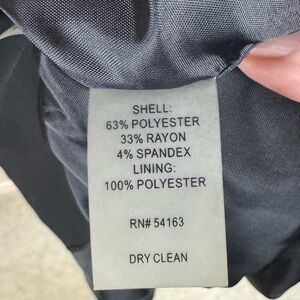 SHELL:
63% POLYESTER
33% RAYON
4% SPANDEX
LINING:
100% POLYESTER
RN# 54163
DRY CLEAN